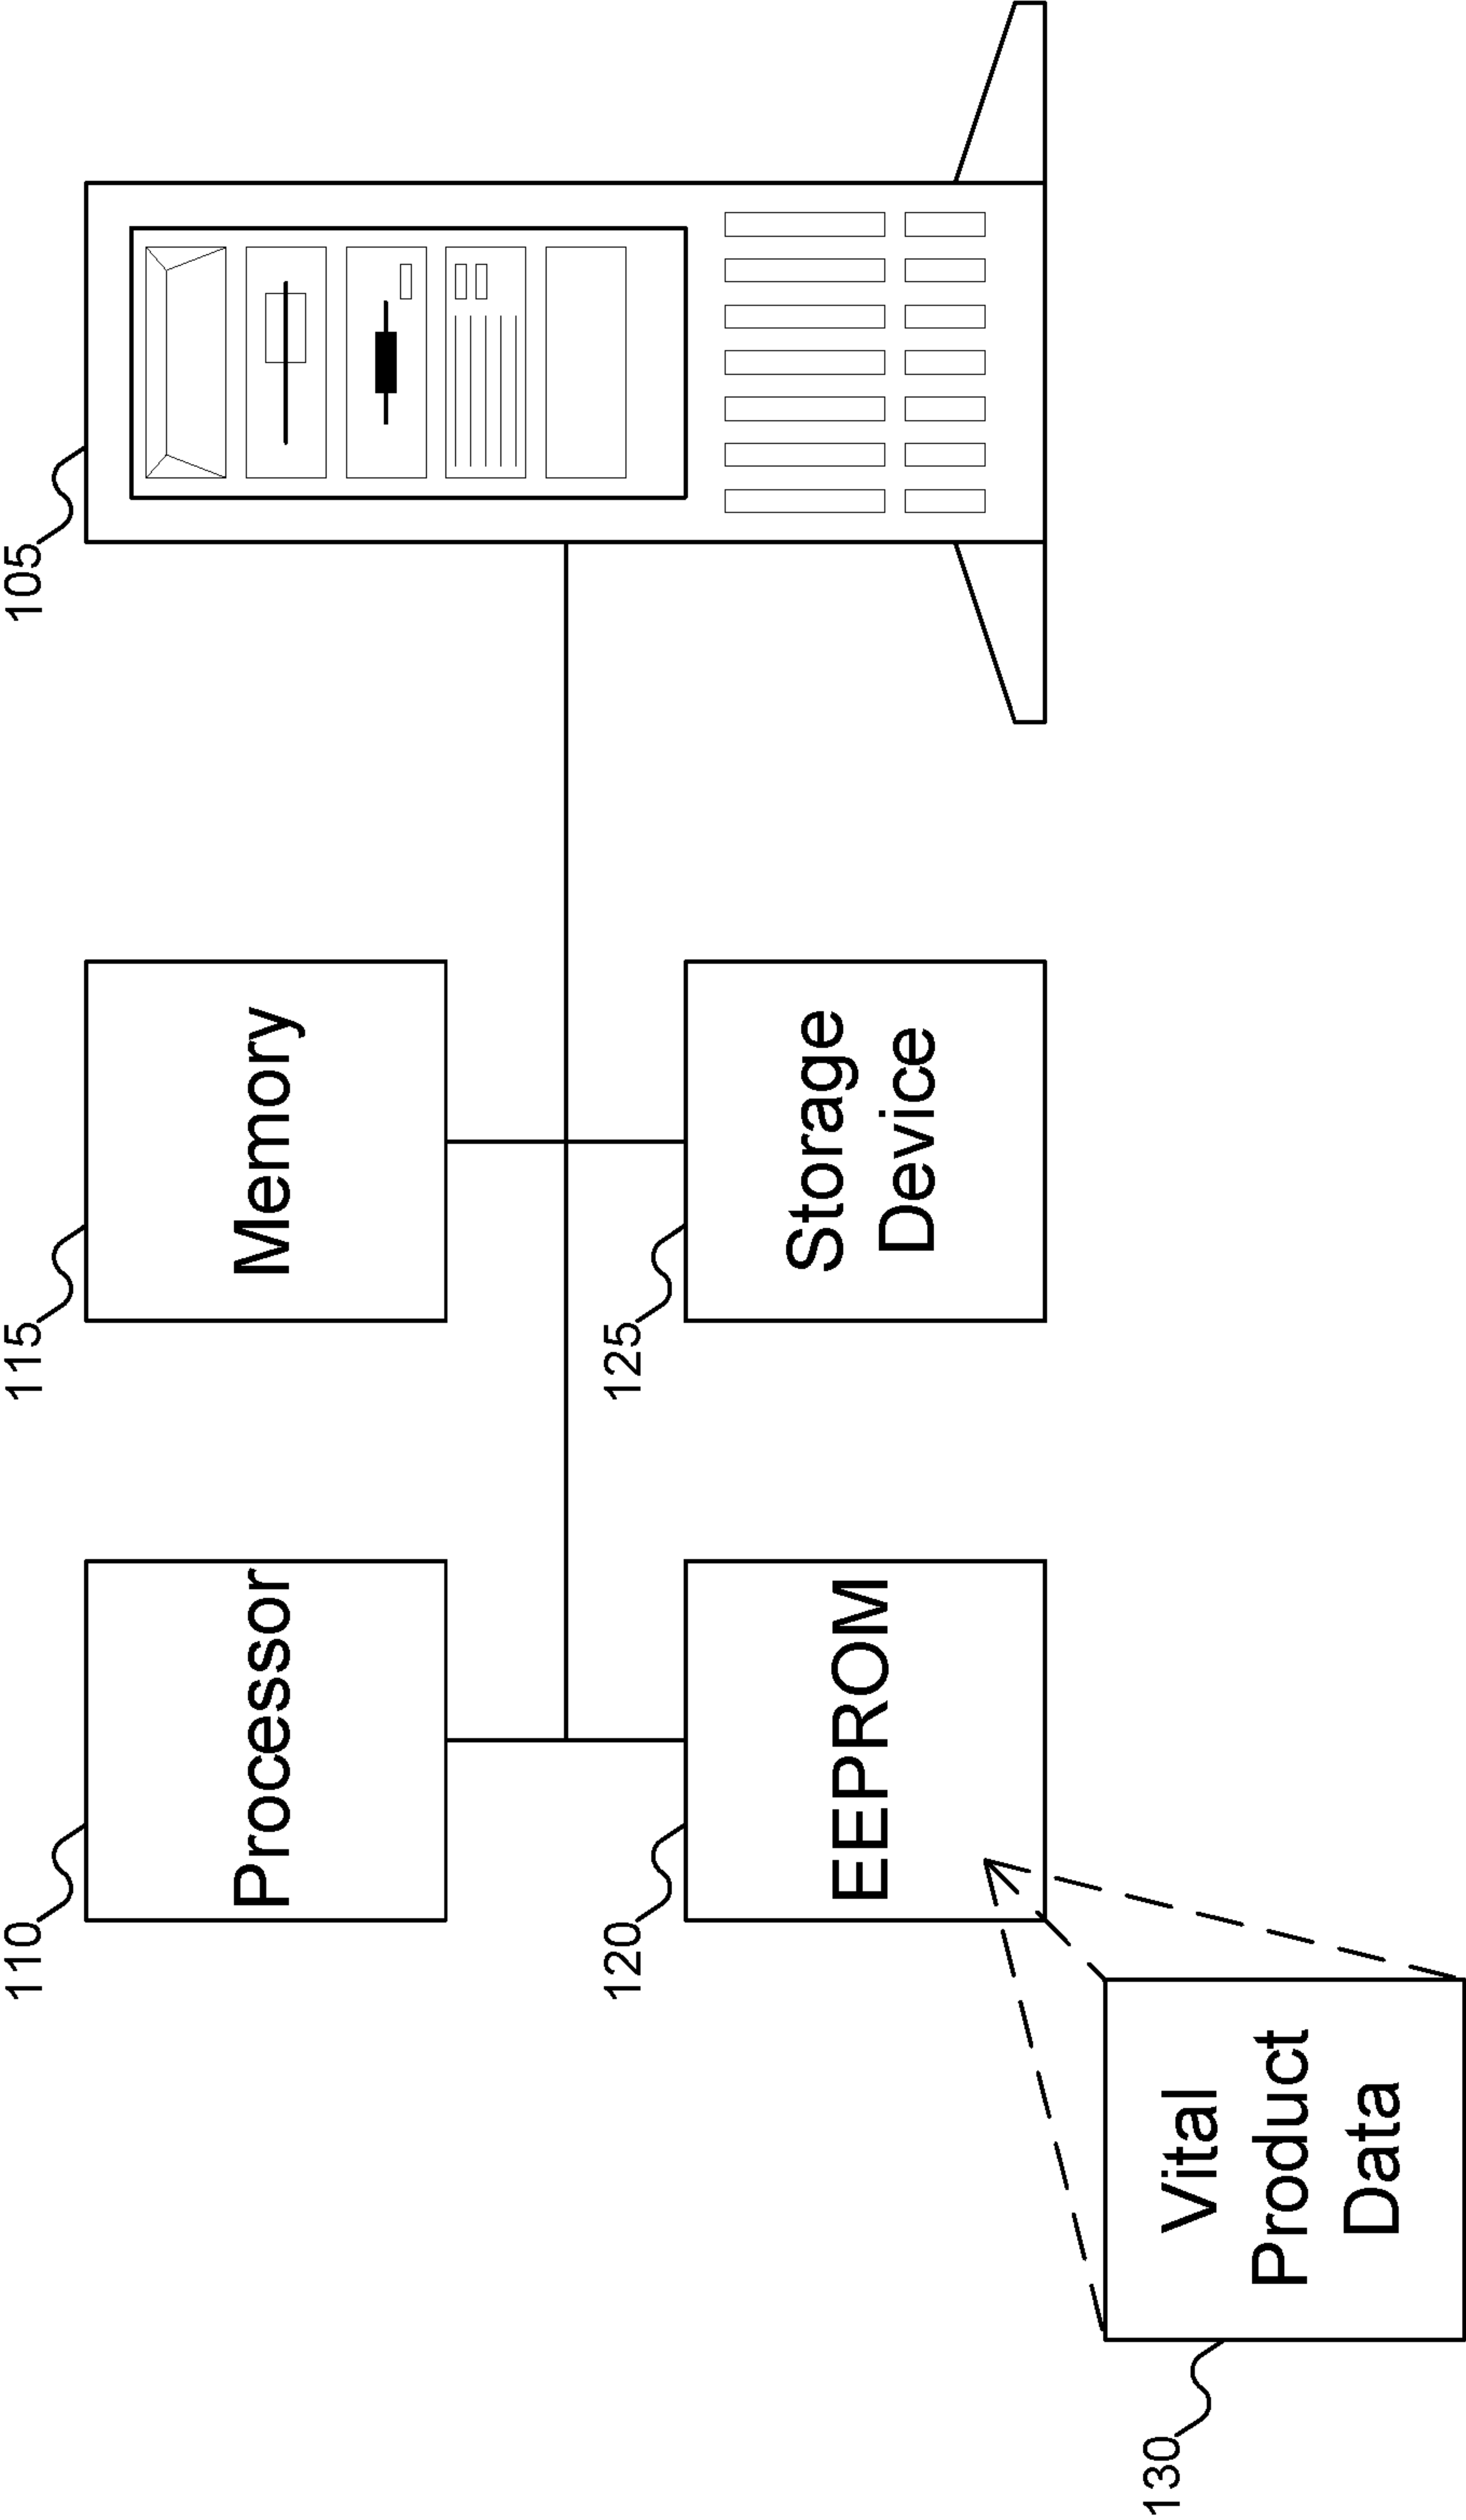 110
115
105
Processor
Memory
120
125
EEPROM
Storage
Device
130
Vital
Product
Data